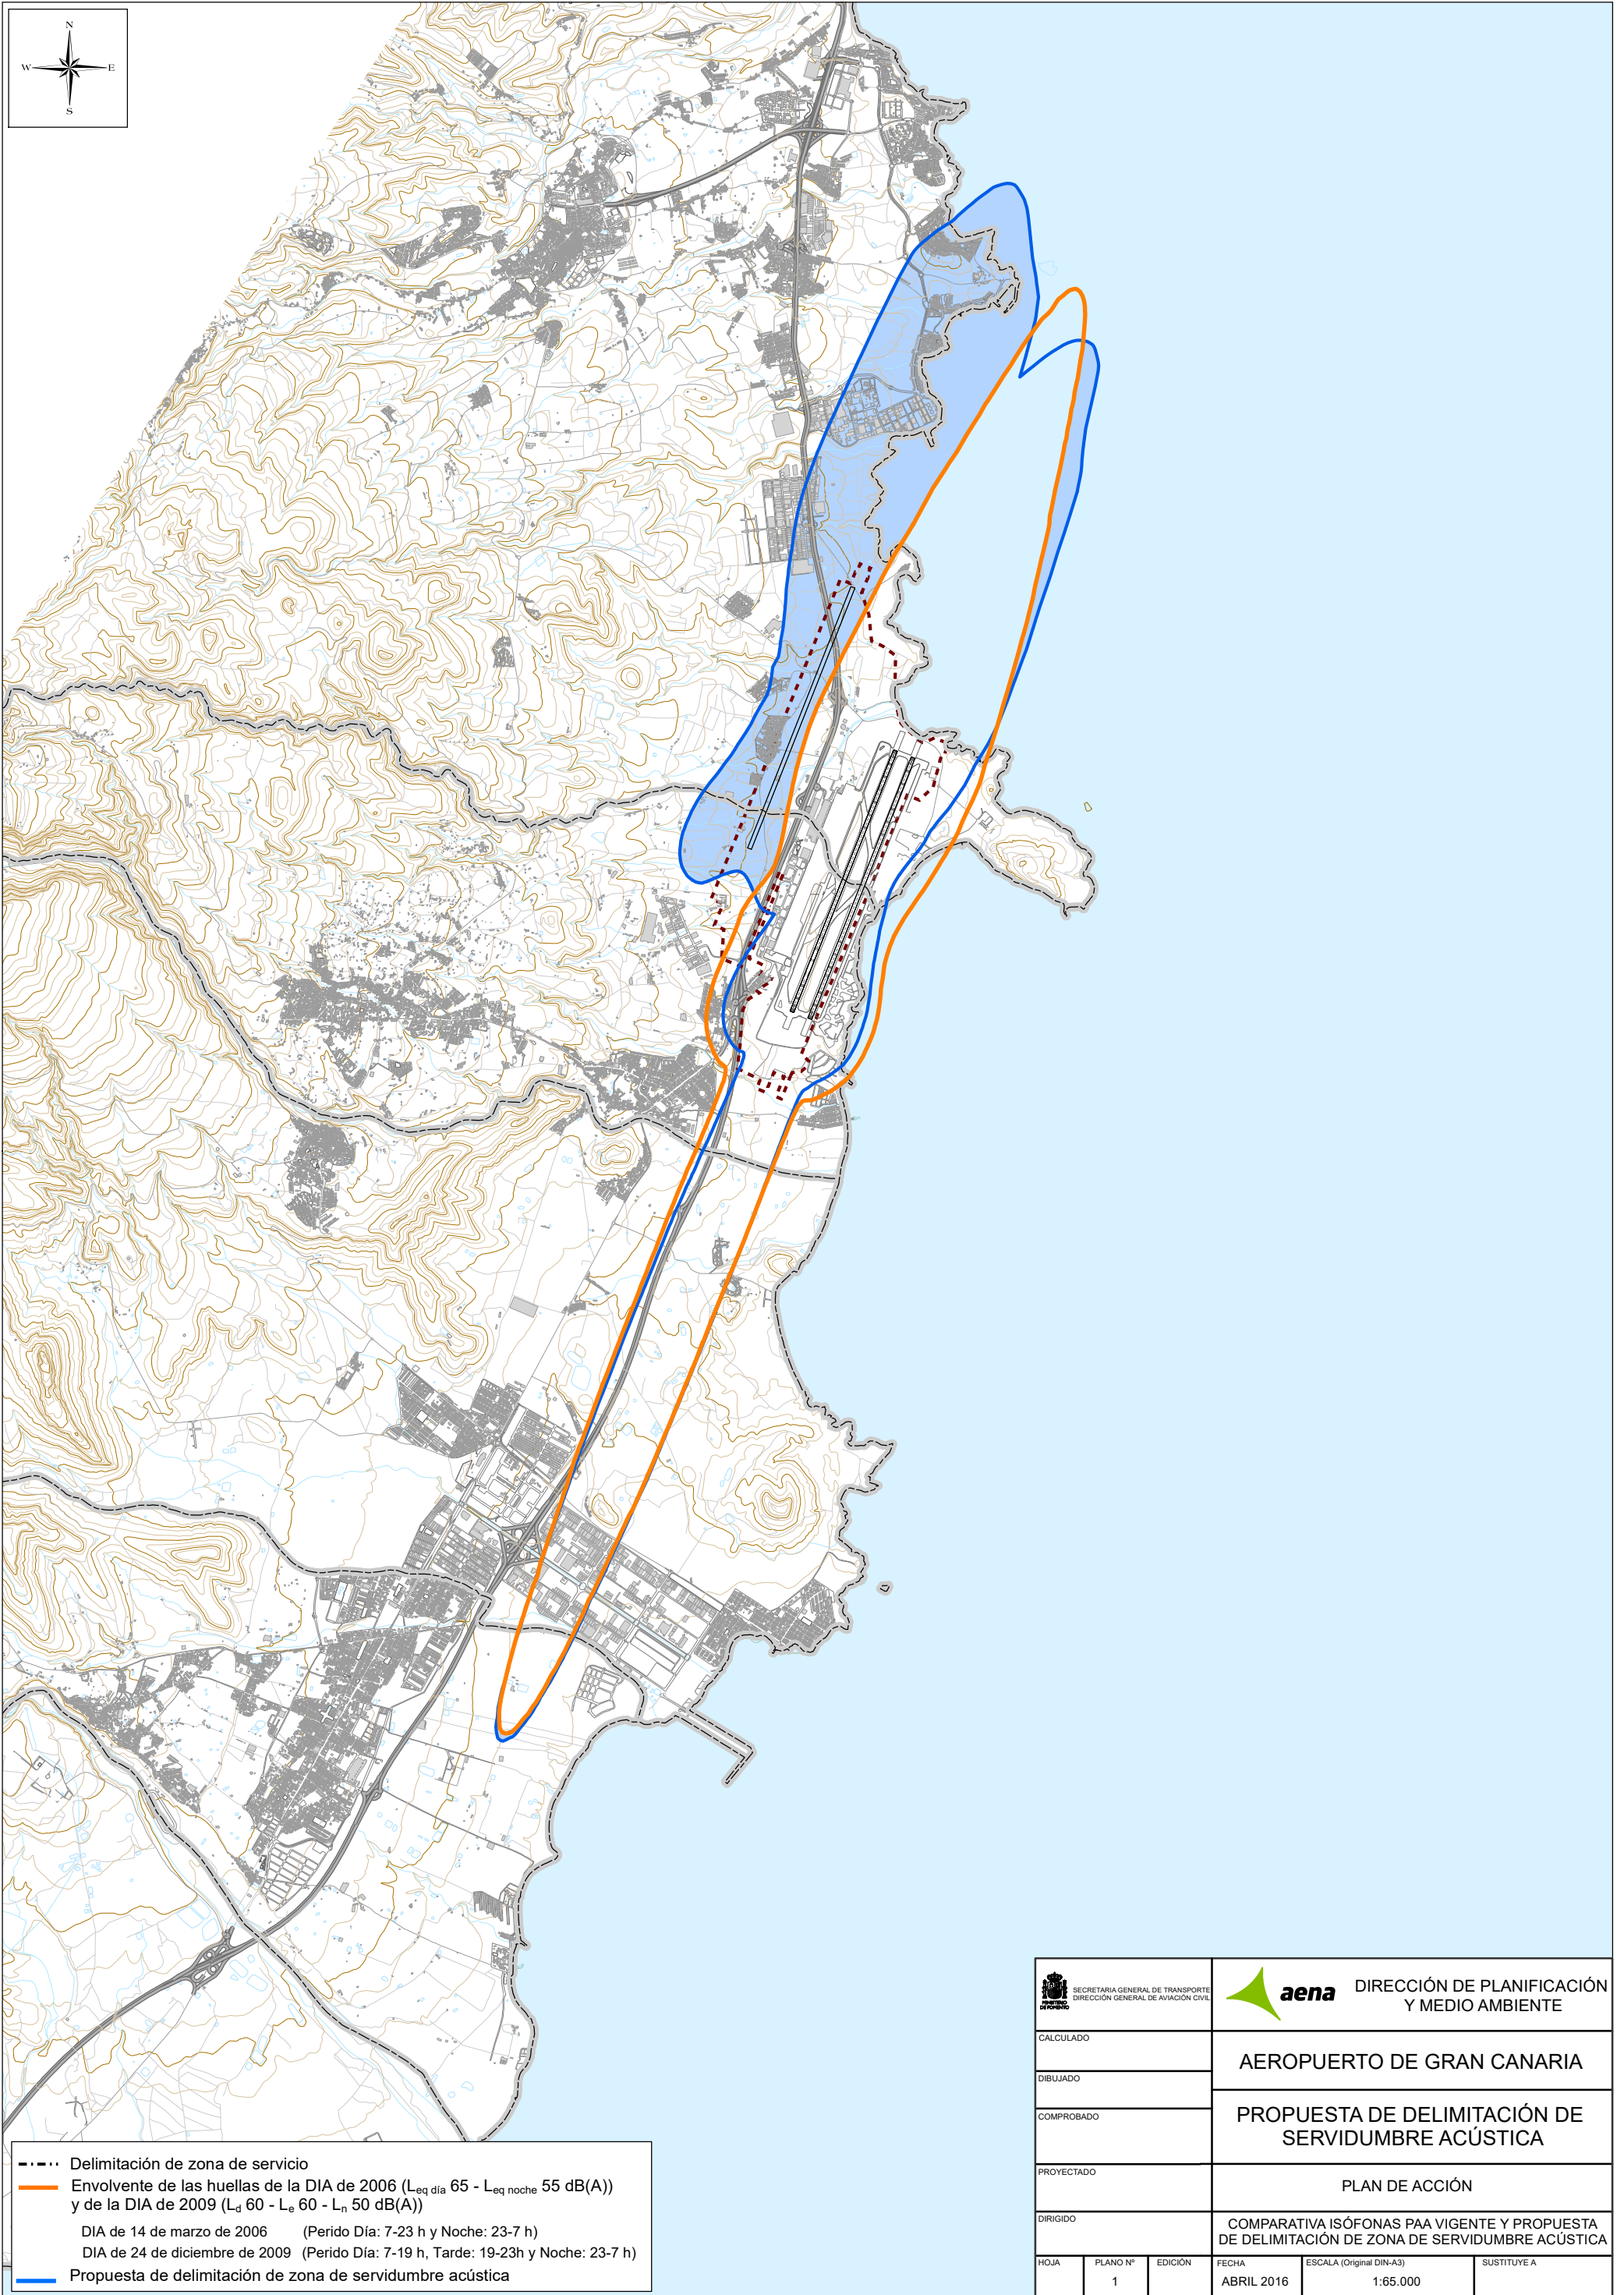 N
W E
S
Delimitación de zona de servicio
Envolvente de las huellas de la DIA de 2006 (Leq día 65 - Leq noche 55 dB(A))
y de la DIA de 2009 (Ld 60 - Le 60 - Ln 50 dB(A))
DIA de 14 de marzo de 2006 (Perido Día: 7-23 h y Noche: 23-7 h)
DIA de 24 de diciembre de 2009 (Perido Día: 7-19 h, Tarde: 19-23h y Noche: 23-7 h)
Propuesta de delimitación de zona de servidumbre acústica
MINISTERIO
DE FOMENTO
SECRETARIA GENERAL DE TRANSPORTE
DIRECCIÓN GENERAL DE AVIACIÓN CIVIL
aena
DIRECCIÓN DE PLANIFICACIÓN
Y MEDIO AMBIENTE
CALCULADO
DIBUJADO
COMPROBADO
PROYECTADO
DIRIGIDO
AEROPUERTO DE GRAN CANARIA
PROPUESTA DE DELIMITACIÓN DE
SERVIDUMBRE ACÚSTICA
PLAN DE ACCIÓN
COMPARATIVA ISÓFONAS PAA VIGENTE Y PROPUESTA
DE DELIMITACIÓN DE ZONA DE SERVIDUMBRE ACÚSTICA
HOJA
PLANO Nº
1
EDICIÓN
FECHA
ABRIL 2016
ESCALA (Original DIN-A3)
1:65.000
SUSTITUYE A